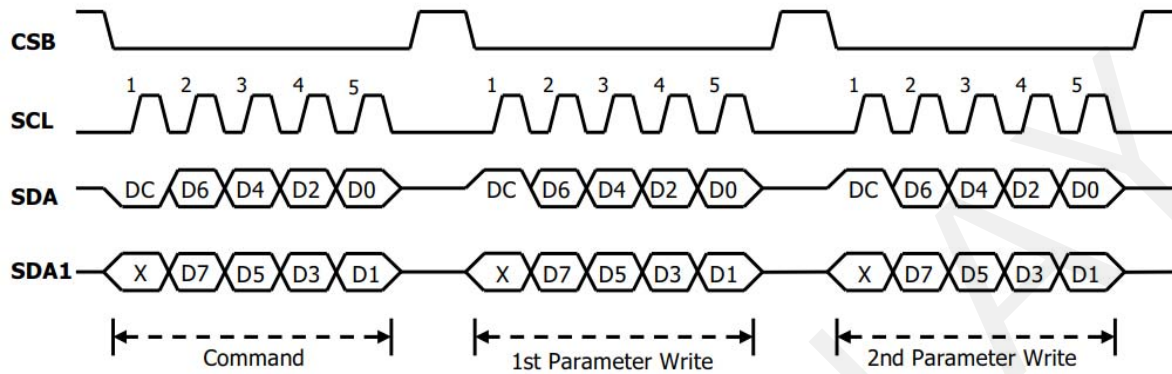 CSB
1 2 3 4 5 1 2 3 4 5 1 2 3 4 5
SCL
SDA DC D6 D4 D2 D0 DC D6 D4 D2 D0 DC D6 D4 D2 D0
SDA1 X D7 D5 D3 D1 X D7 D5 D3 D1 X D7 D5 D3 D1
Command 1st Parameter Write 2nd Parameter Write
LAY